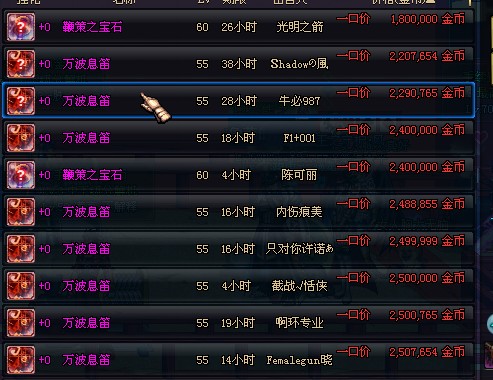 名称 Lv 期限 出售人
+0 鞭策之宝石 60 26小时 光明之箭 一口价 1,800,000 金币
+0 万波息笛 55 38小时 Shadowの風 一口价 2,207,654 金币
+0 万波息笛 55 28小时 牛必987 一口价 2,290,765 金币
+0 万波息笛 55 18小时 F1+001 一口价 2,400,000 金币
+0 鞭策之宝石 60 4小时 陈可丽 一口价 2,400,000 金币
+0 万波息笛 55 16小时 内伤痕美 一口价 2,488,855 金币
+0 万波息笛 55 16小时 只对你许诺ぁ 一口价 2,499,999 金币
+0 万波息笛 55 4小时 截战√恬侠 一口价 2,500,000 金币
+0 万波息笛 55 19小时 啊环专业 一口价 2,500,765 金币
+0 万波息笛 55 14小时 Femalegun晓 一口价 2,507,654 金币